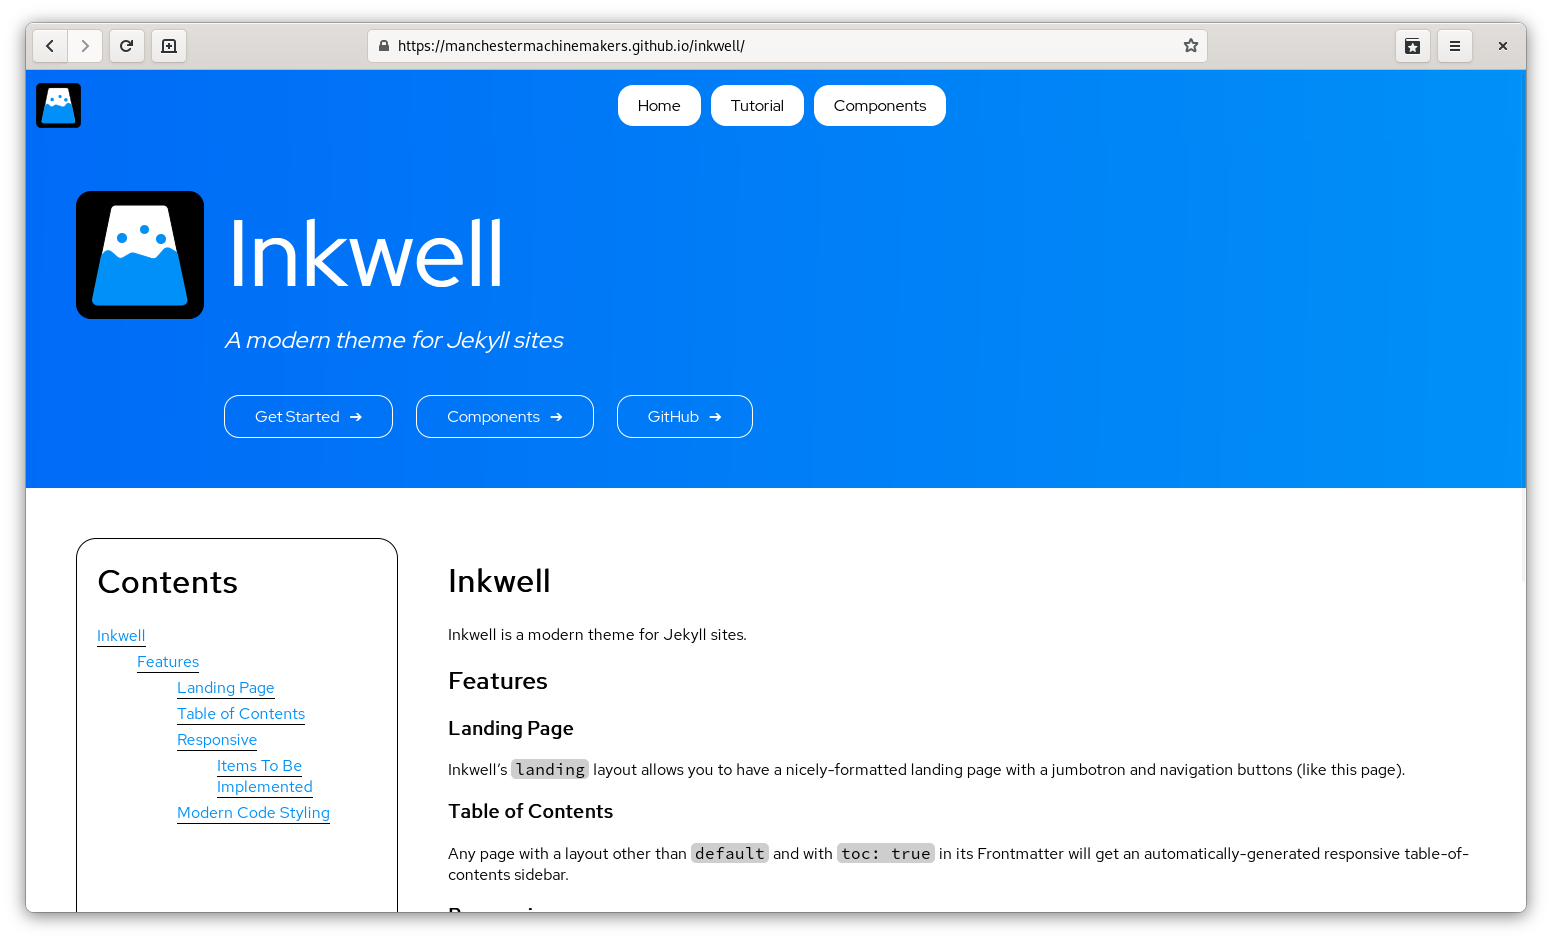 https://manchestermachinemakers.github.io/inkwell/
Home Tutorial Components
Inkwell
A modern theme for Jekyll sites
Get Started → Components → GitHub →
Contents
Inkwell
Features
Landing Page
Table of Contents
Responsive
Items To Be
Implemented
Modern Code Styling
Inkwell
Inkwell is a modern theme for Jekyll sites.
Features
Landing Page
Inkwell’s landing layout allows you to have a nicely-formatted landing page with a jumbotron and navigation buttons (like this page).
Table of Contents
Any page with a layout other than default and with toc: true in its Frontmatter will get an automatically-generated responsive table-of-
contents sidebar.